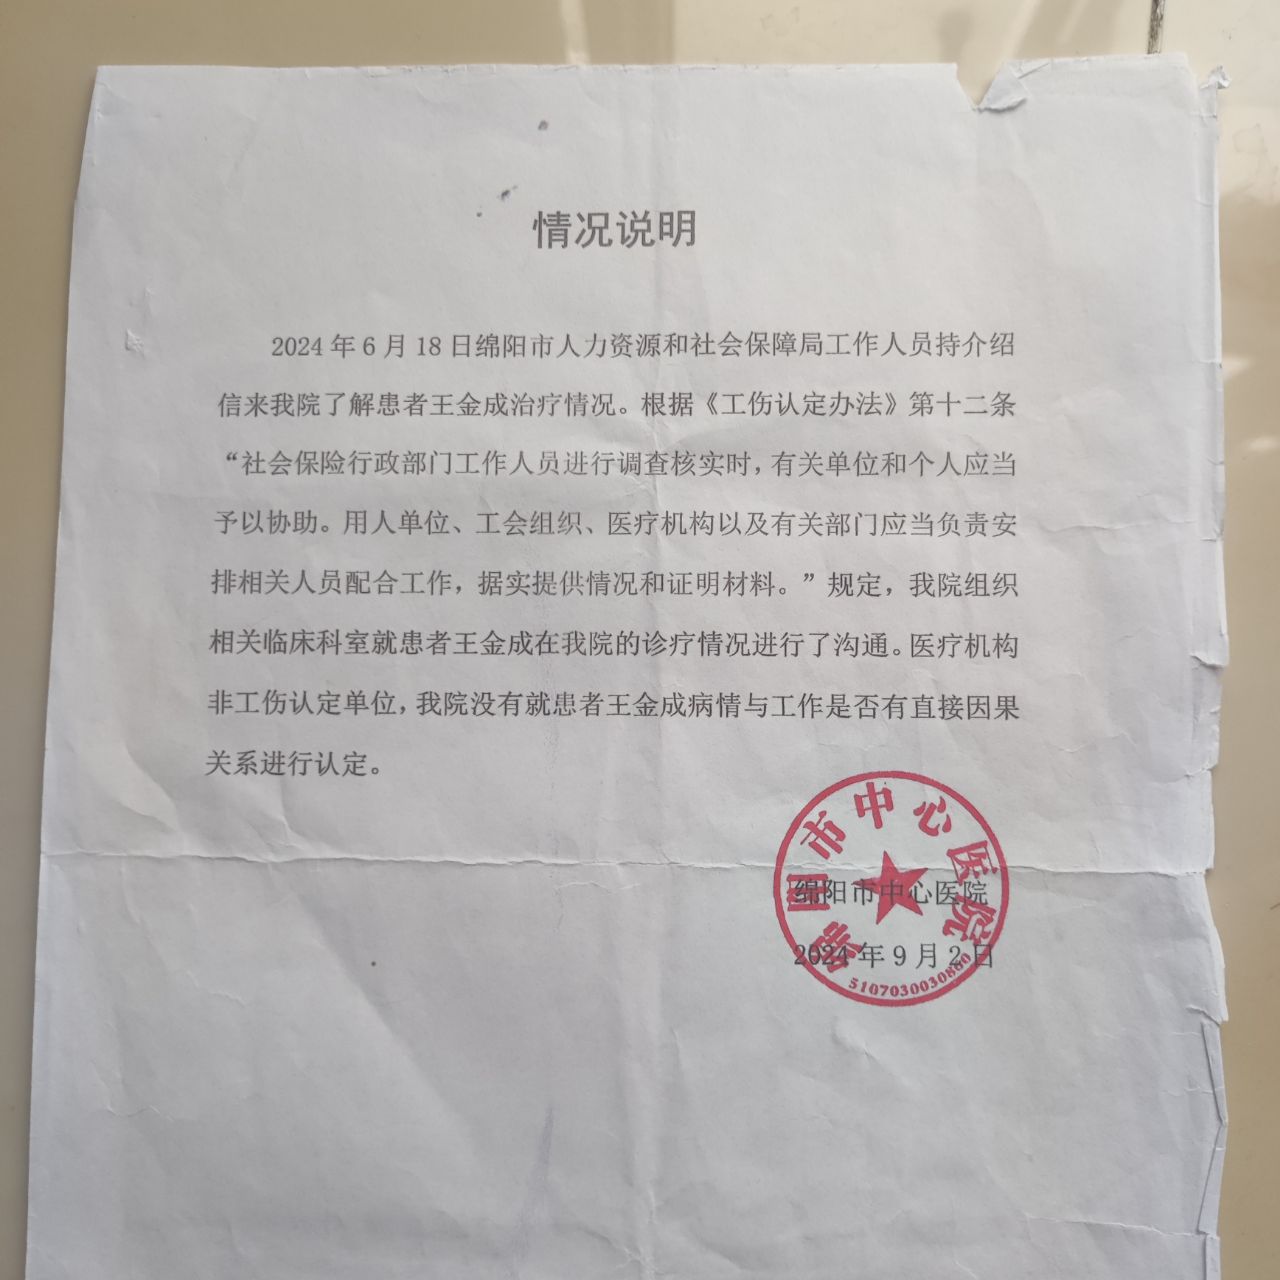 情况说明
2024年6月18日绵阳市人力资源和社会保障局工作人员持介绍
信来我院了解患者王金成治疗情况。根据《工伤认定办法》第十二条
“社会保险行政部门工作人员进行调查核实时，有关单位和个人应当
予以协助。用人单位、工会组织、医疗机构以及有关部门应当负责安
排相关人员配合工作，据实提供情况和证明材料。”规定，我院组织
相关临床科室就患者王金成在我院的诊疗情况进行了沟通。医疗机构
非工伤认定单位，我院没有就患者王金成病情与工作是否有直接因果
关系进行认定。
绵阳市中心医院
绵阳市中心医院
2024年9月2日